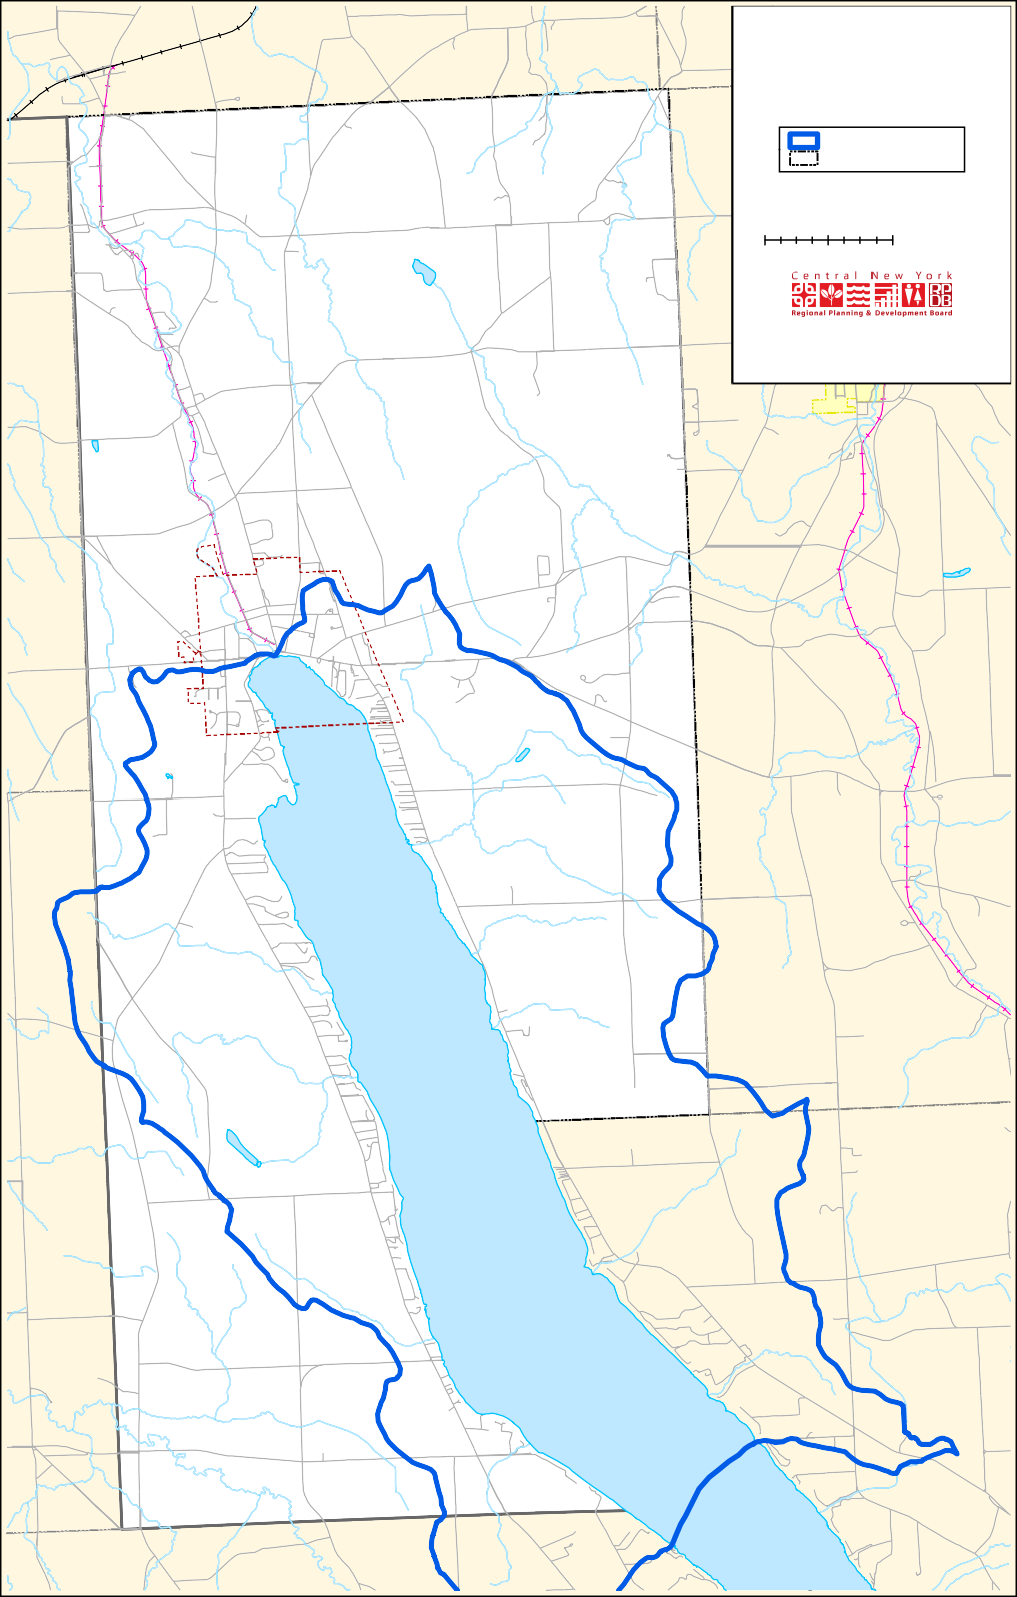 Central New York
RP
DB
Regional Planning & Development Board